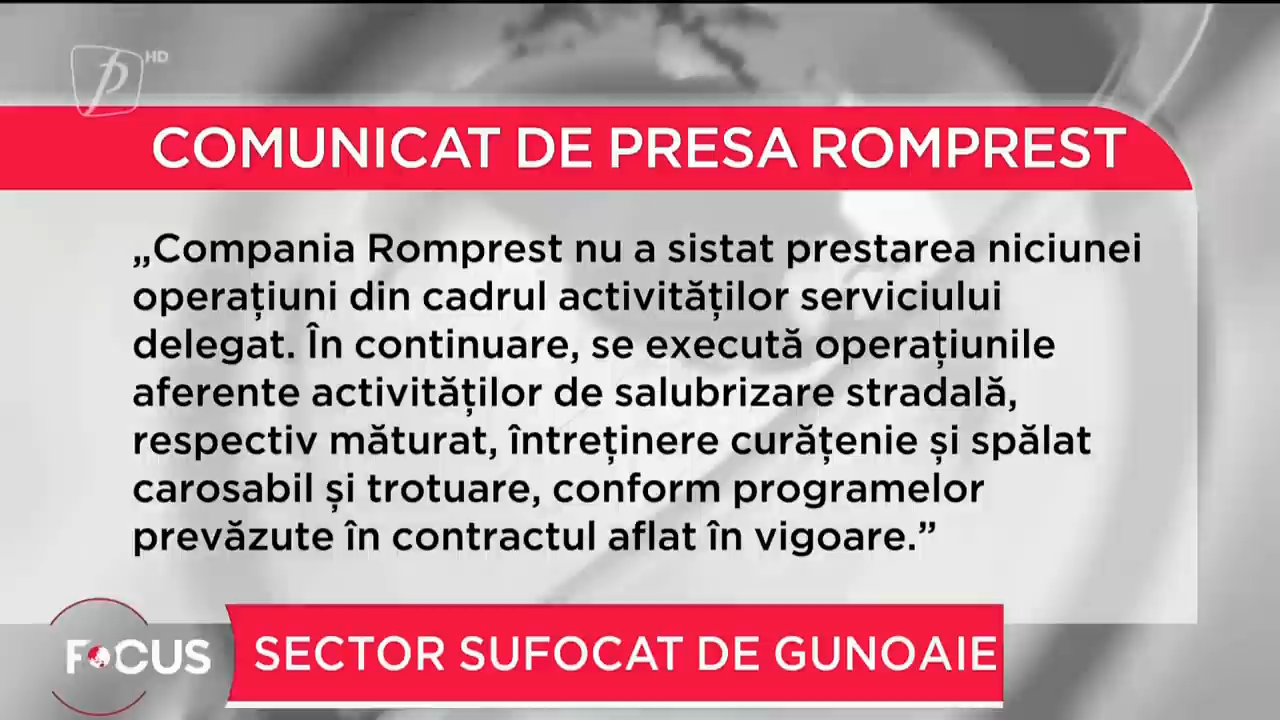 p HD
COMUNICAT DE PRESA ROMPREST
„Compania Romprest nu a sistat prestarea niciunei
operațiuni din cadrul activităților serviciului
delegat. În continuare, se execută operațiunile
aferente activităților de salubrizare stradală,
respectiv măturat, întreținere curățenie și spălat
carosabil și trotuare, conform programelor
prevăzute în contractul aflat în vigoare.”
FOCUS
SECTOR SUFOCAT DE GUNOAIE